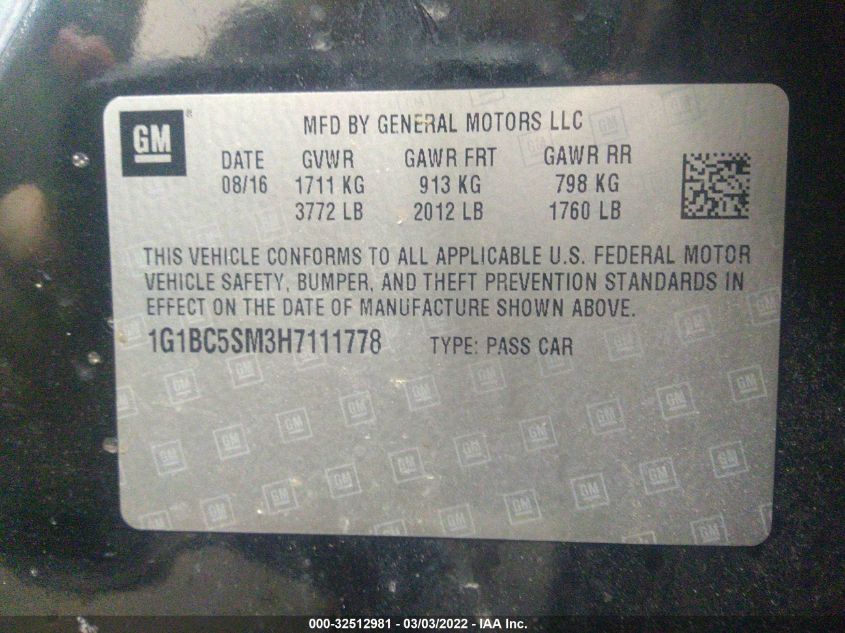 GM
MFD BY GENERAL MOTORS LLC
DATE GVWR GAWR FRT GAWR RR
08/16 1711 KG 913 KG 798 KG
3772 LB 2012 LB 1760 LB
THIS VEHICLE CONFORMS TO ALL APPLICABLE U.S. FEDERAL MOTOR
VEHICLE SAFETY, BUMPER, AND THEFT PREVENTION STANDARDS IN
EFFECT ON THE DATE OF MANUFACTURE SHOWN ABOVE.
1G1BC5SM3H7111778 TYPE: PASS CAR
000-32512981 - 03/03/2022 - IAA Inc.